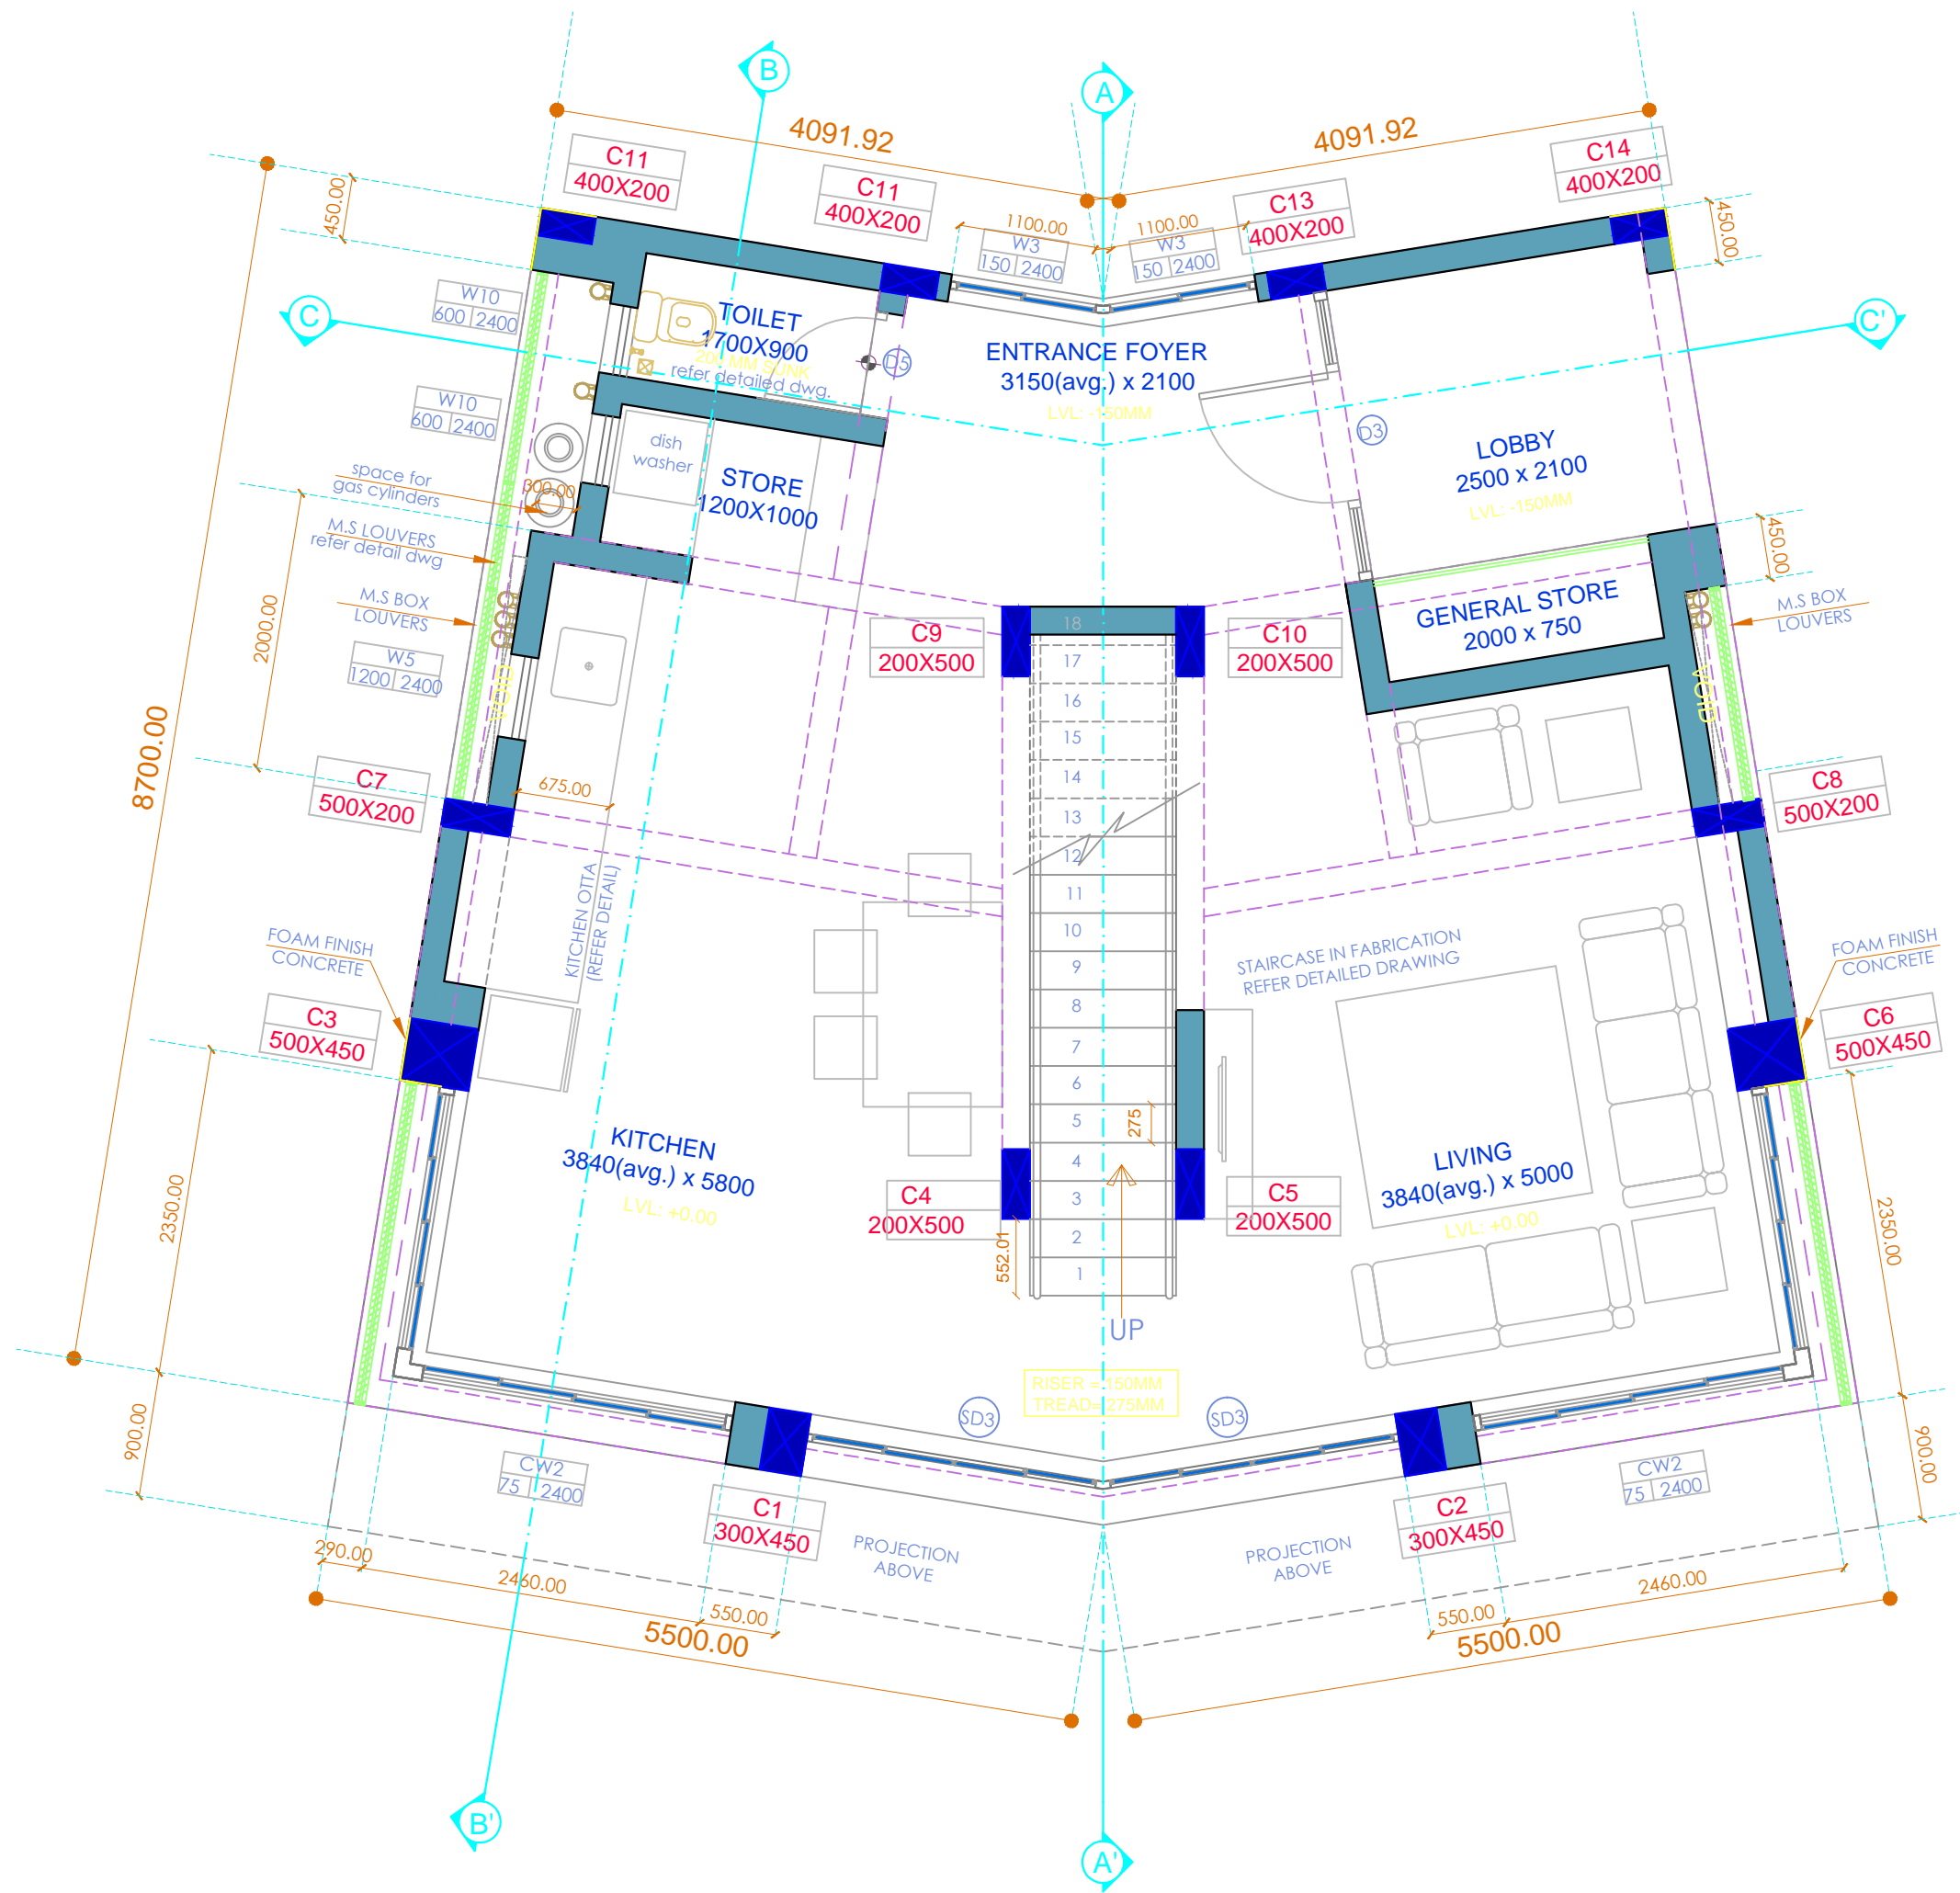 B
A
4091.92
4091.92
C11
400X200
C11
400X200
C13
400X200
C14
400X200
450.00
450.00
1100.00
1100.00
W3
150 2400
W3
150 2400
W10
600 2400
C
C'
TOILET
1700X900
200 MM SUNK
refer detailed dwg.
D5
ENTRANCE FOYER
3150(avg.) x 2100
LVL: -150MM
D3
LOBBY
2500 x 2100
LVL: -150MM
W10
600 2400
dish
washer
STORE
1200X1000
space for
gas cylinders
300.00
M.S LOUVERS
refer detail dwg
M.S BOX
LOUVERS
450.00
2000.00
W5
1200 2400
VOID
GENERAL STORE
2000 x 750
M.S BOX
LOUVERS
VOID
C9
200X500
C10
200X500
18
17
16
15
14
13
12
11
10
9
8
7
6
5
4
3
2
1
8700.00
C7
500X200
675.00
C8
500X200
KITCHEN OTTA
(REFER DETAIL)
FOAM FINISH
CONCRETE
STAIRCASE IN FABRICATION
REFER DETAILED DRAWING
FOAM FINISH
CONCRETE
C3
500X450
C6
500X450
275
KITCHEN
3840(avg.) x 5800
LVL: +0.00
LIVING
3840(avg.) x 5000
LVL: +0.00
C4
200X500
C5
200X500
552.01
2350.00
2350.00
UP
RISER = 150MM
TREAD= 275MM
SD3
SD3
900.00
900.00
CW2
75 2400
CW2
75 2400
C1
300X450
C2
300X450
PROJECTION
ABOVE
PROJECTION
ABOVE
290.00
2460.00
550.00
5500.00
2460.00
550.00
5500.00
B'
A'